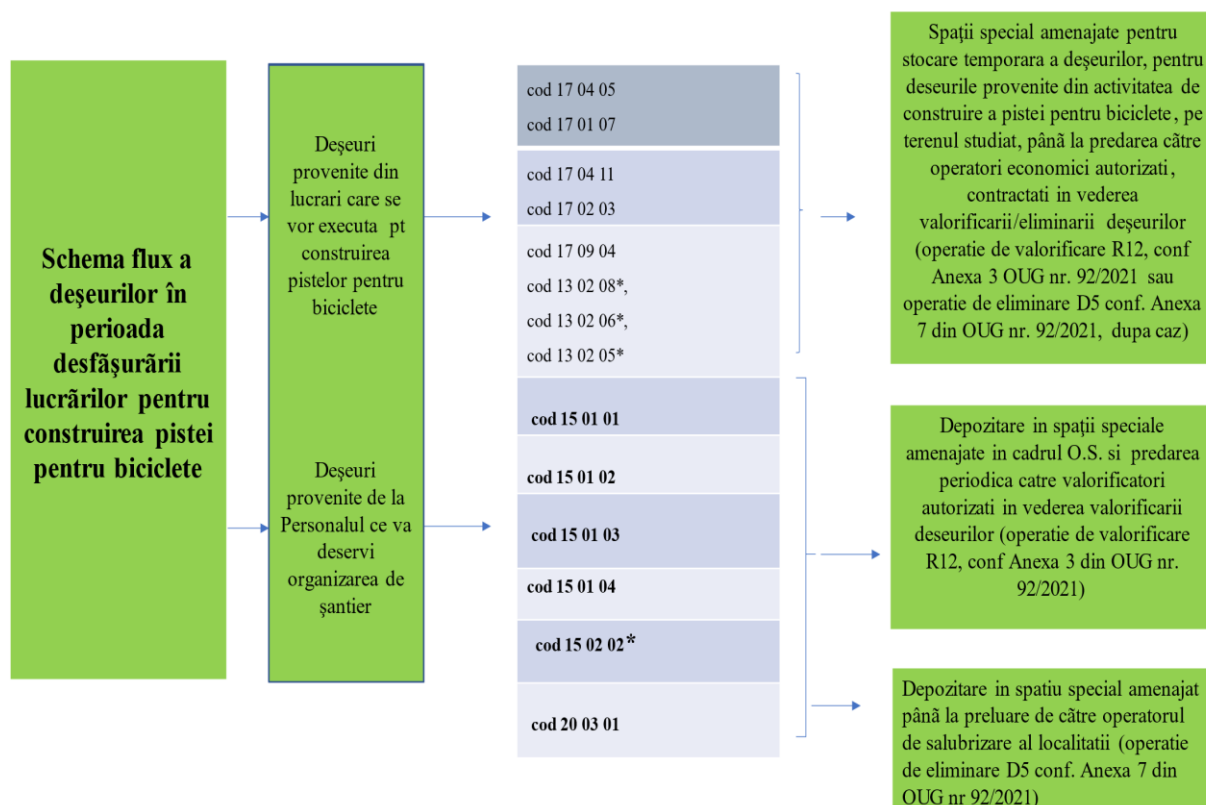 Schema flux a
deşeurilor în
perioada
desfãşurãrii
lucrãrilor pentru
construirea pistei
pentru biciclete
Deşeuri
provenite din
lucrari care se
vor executa pt
construirea
pistelor pentru
biciclete
Deşeuri
provenite de la
Personalul ce va
deservi
organizarea de
şantier
cod 17 04 05
cod 17 01 07
cod 17 04 11
cod 17 02 03
cod 17 09 04
cod 13 02 08*,
cod 13 02 06*,
cod 13 02 05*
cod 15 01 01
cod 15 01 02
cod 15 01 03
cod 15 01 04
cod 15 02 02*
cod 20 03 01
Spaţii special amenajate pentru
stocare temporara a deşeurilor, pentru
deseurile provenite din activitatea de
construire a pistei pentru biciclete, pe
terenul studiat, pânã la predarea cãtre
operatori economici autorizati,
contractati in vederea
valorificarii/eliminarii deşeurilor
(operatie de valorificare R12, conf
Anexa 3 OUG nr. 92/2021 sau
operatie de eliminare D5 conf. Anexa
7 din OUG nr. 92/2021, dupa caz)
Depozitare in spaţii speciale
amenajate in cadrul O.S. si predarea
periodica catre valorificatori
autorizati in vederea valorificarii
deseurilor (operatie de valorificare
R12, conf Anexa 3 din OUG nr.
92/2021)
Depozitare in spatiu special amenajat
pânã la preluare de cãtre operatorul
de salubrizare al localitatii (operatie
de eliminare D5 conf. Anexa 7 din
OUG nr 92/2021)